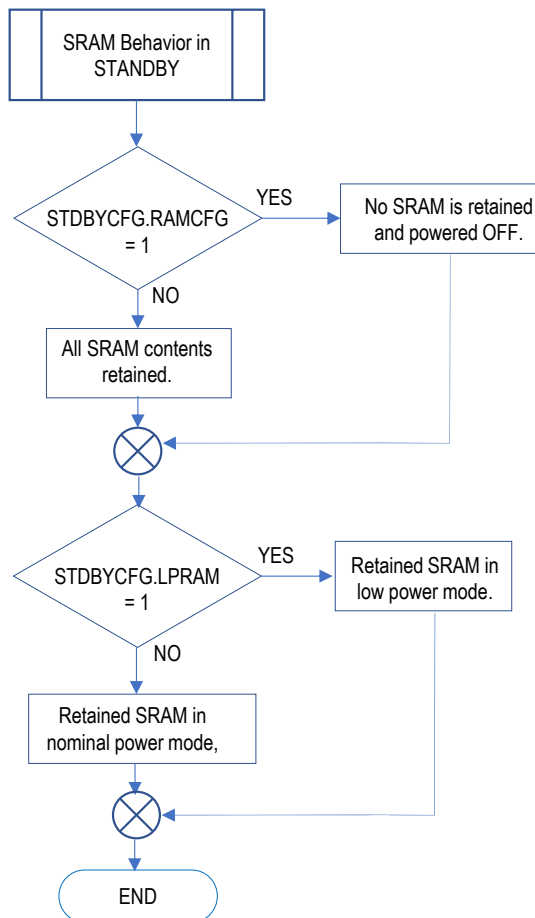 SRAM Behavior in
STANDBY
STDBYCFG.RAMCFG
= 1
YES
No SRAM is retained
and powered OFF.
NO
All SRAM contents
retained.
STDBYCFG.LPRAM
= 1
YES
Retained SRAM in
low power mode.
NO
Retained SRAM in
nominal power mode,
END